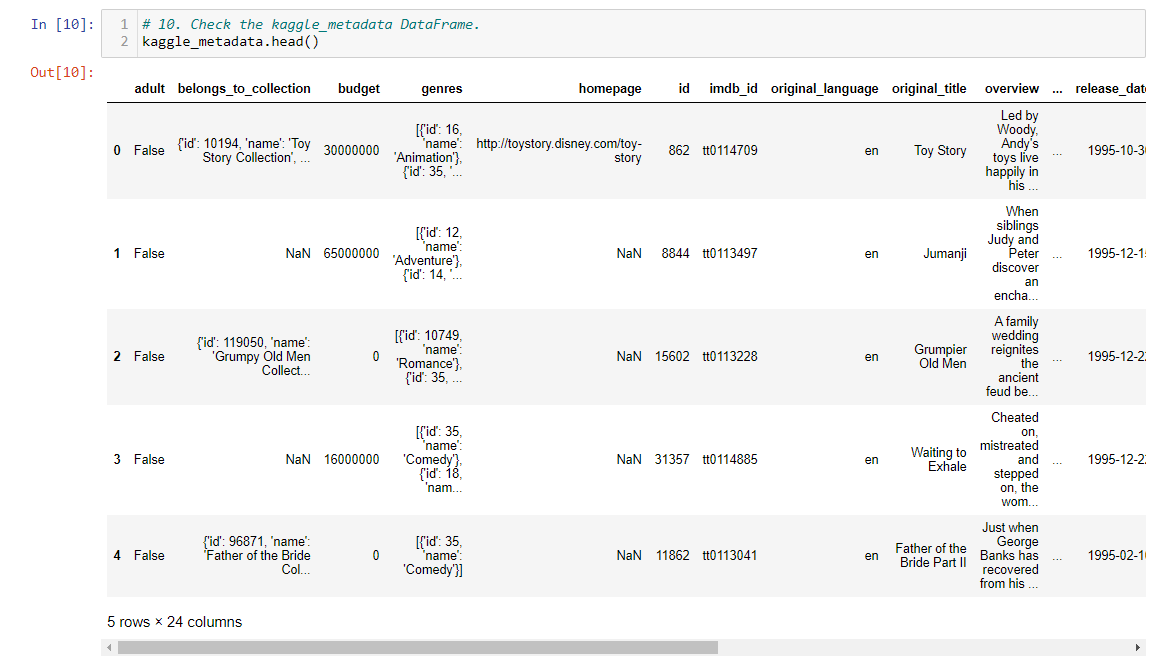 In [10]:
1 # 10. Check the kaggle_metadata DataFrame.
2 kaggle_metadata.head()
Out[10]:
adult belongs_to_collection budget genres homepage id imdb_id original_language original_title overview ... release_dat
0 False {'id': 10194, 'name': 'Toy Story Collection', ... 30000000 [{'id': 16, 'name': 'Animation'}, {'id': 35, '... http://toystory.disney.com/toy-story 862 tt0114709 en Toy Story Led by Woody, Andy's toys live happily in his ... ... 1995-10-30
1 False NaN 65000000 [{'id': 12, 'name': 'Adventure'}, {'id': 14, '... NaN 8844 tt0113497 en Jumanji When siblings Judy and Peter discover an encha... ... 1995-12-1
2 False {'id': 119050, 'name': 'Grumpy Old Men Collect... 0 [{'id': 10749, 'name': 'Romance'}, {'id': 35, ... NaN 15602 tt0113228 en Grumpier Old Men A family wedding reignites the ancient feud be... ... 1995-12-2
3 False NaN 16000000 [{'id': 35, 'name': 'Comedy'}, {'id': 18, 'nam... NaN 31357 tt0114885 en Waiting to Exhale Cheated on, mistreated and stepped on, the wom... ... 1995-12-2
4 False {'id': 96871, 'name': 'Father of the Bride Col... 0 [{'id': 35, 'name': 'Comedy'}] NaN 11862 tt0113041 en Father of the Bride Part II Just when George Banks has recovered from his ... ... 1995-02-1
5 rows × 24 columns